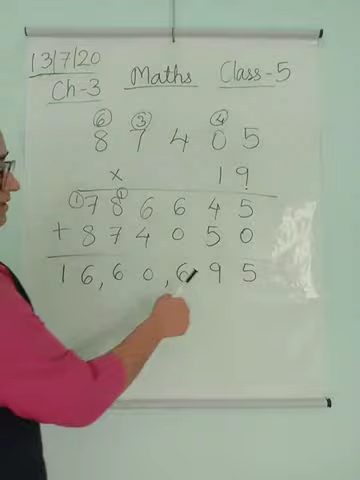 13/7/20 Maths Class-5
Ch-3
⑥ ③ ④
8 7 4 0 5
× 1 9
① ①
7 8 6 6 4 5
+ 8 7 4 0 5 0
1 6 , 6 0 , 6 9 5